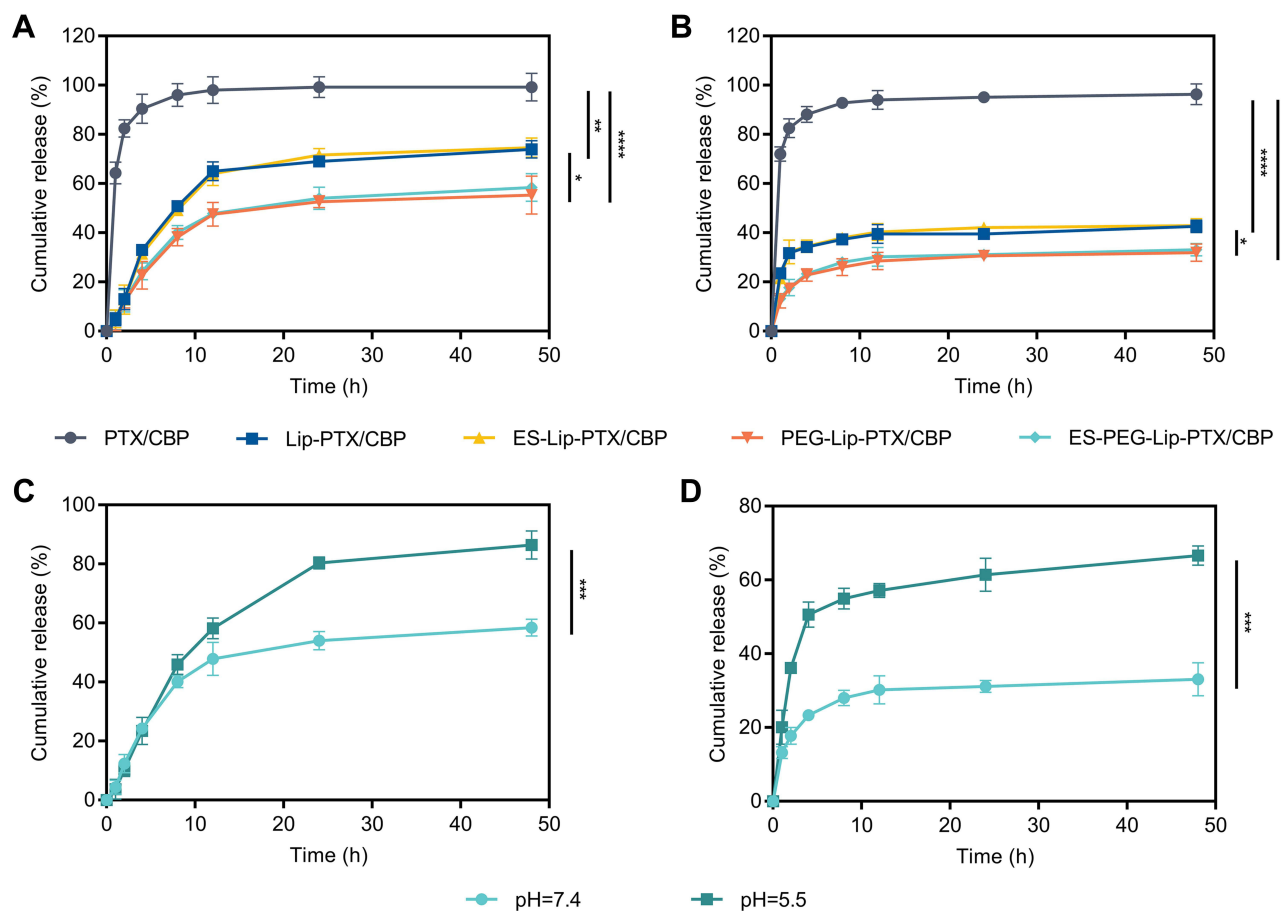 A
Cumulative release (%)
120
100
80
60
40
20
0
0 10 20 30 40 50
Time (h)
**
****
*
B
Cumulative release (%)
120
100
80
60
40
20
0
0 10 20 30 40 50
Time (h)
****
*
PTX/CBP Lip-PTX/CBP ES-Lip-PTX/CBP PEG-Lip-PTX/CBP ES-PEG-Lip-PTX/CBP
C
Cumulative release (%)
100
80
60
40
20
0
0 10 20 30 40 50
Time (h)
***
D
Cumulative release (%)
80
60
40
20
0
0 10 20 30 40 50
Time (h)
***
pH=7.4 pH=5.5